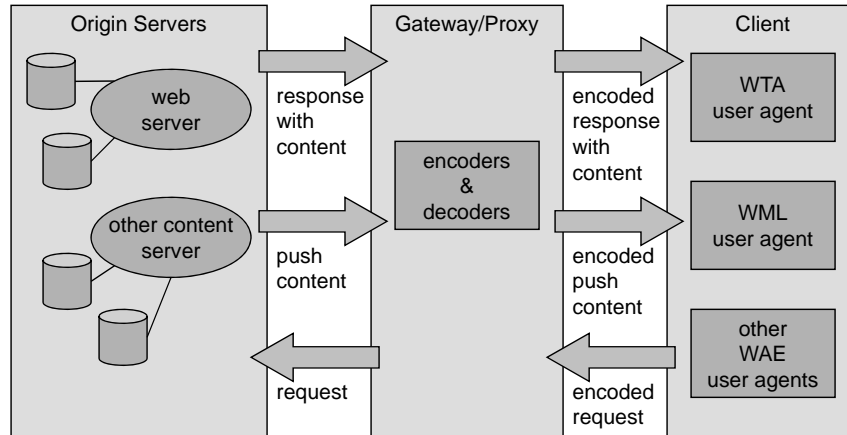 Origin Servers
Gateway/Proxy
Client
web
server
response
with
content
encoded
response
with
content
WTA
user agent
encoders
&
decoders
other content
server
push
content
encoded
push
content
WML
user agent
request
encoded
request
other
WAE
user agents